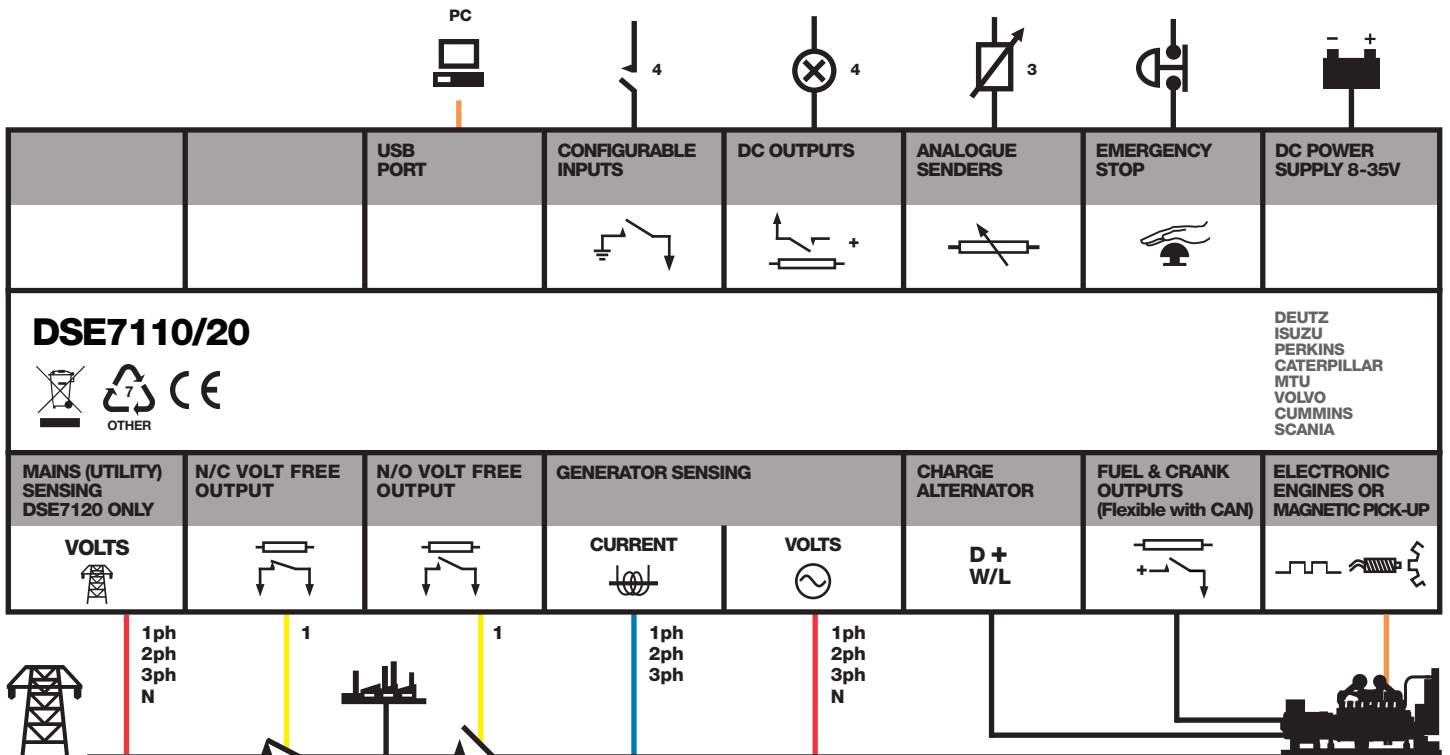 PC
4
4
3
- +
USB
PORT
CONFIGURABLE
INPUTS
DC OUTPUTS
ANALOGUE
SENDERS
EMERGENCY
STOP
DC POWER
SUPPLY 8-35V
+
DSE7110/20
7
OTHER
CE
DEUTZ
ISUZU
PERKINS
CATERPILLAR
MTU
VOLVO
CUMMINS
SCANIA
MAINS (UTILITY)
SENSING
DSE7120 ONLY
N/C VOLT FREE
OUTPUT
N/O VOLT FREE
OUTPUT
GENERATOR SENSING
CHARGE
ALTERNATOR
FUEL & CRANK
OUTPUTS
(Flexible with CAN)
ELECTRONIC
ENGINES OR
MAGNETIC PICK-UP
VOLTS
CURRENT
VOLTS
D +
W/L
+
1ph
2ph
3ph
N
1
1
1ph
2ph
3ph
1ph
2ph
3ph
N